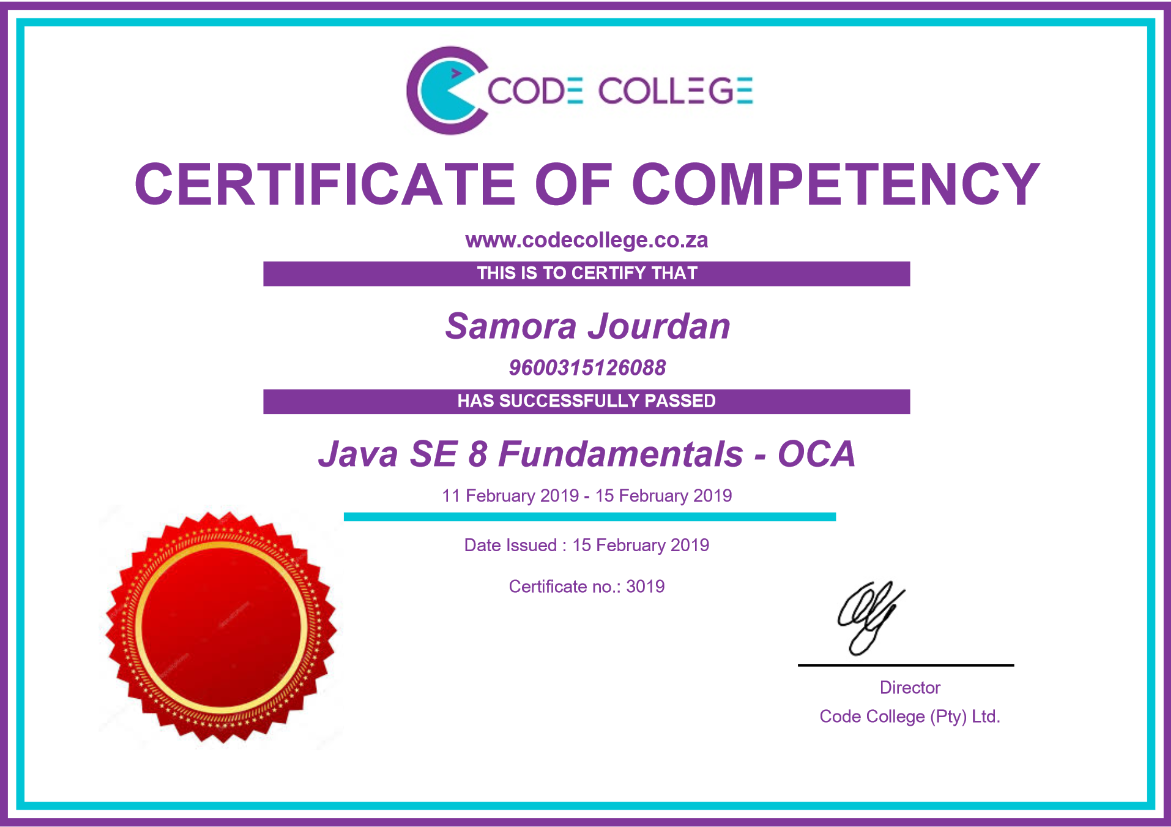 CODE COLLEGE
CERTIFICATE OF COMPETENCY
www.codecollege.co.za
THIS IS TO CERTIFY THAT
Samora Jourdan
9600315126088
HAS SUCCESSFULLY PASSED
Java SE 8 Fundamentals - OCA
11 February 2019 - 15 February 2019
Date Issued : 15 February 2019
Certificate no.: 3019
Director
Code College (Pty) Ltd.